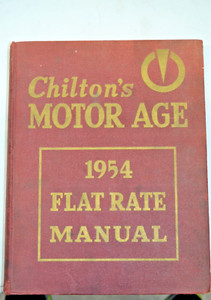 Chilton's
MOTOR AGE
1954
FLAT RATE
MANUAL